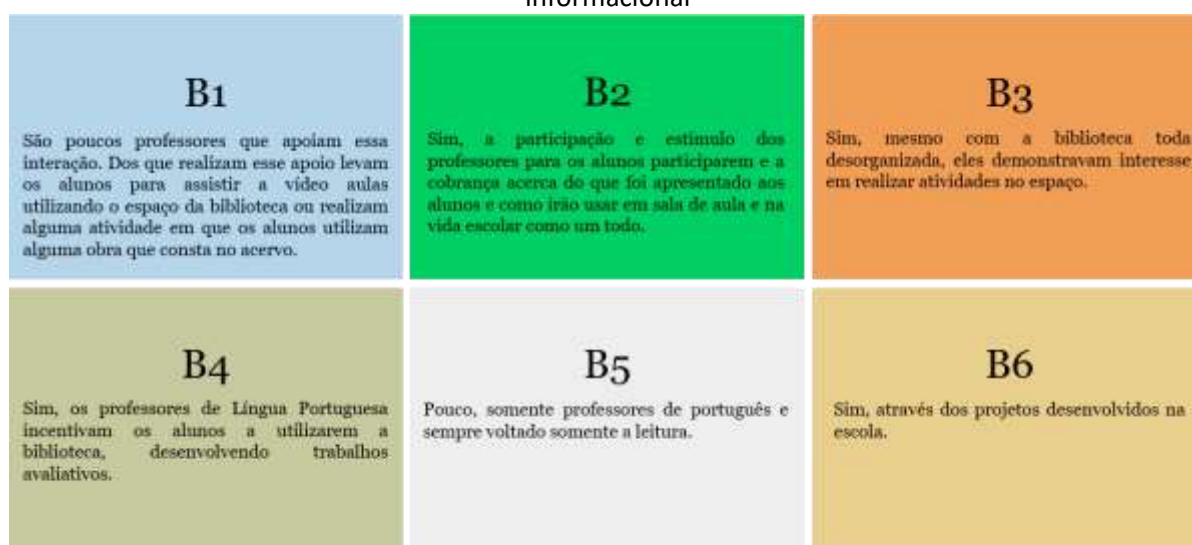 informacional
B1
São poucos professores que apoiam essa
interação. Dos que realizam esse apoio levam
os alunos para assistir a vídeo aulas
utilizando o espaço da biblioteca ou realizam
alguma atividade em que os alunos utilizam
alguma obra que consta no acervo.
B2
Sim, a participação e estimulo dos
professores para os alunos participarem e a
cobrança acerca do que foi apresentado aos
alunos e como irão usar em sala de aula e na
vida escolar como um todo.
B3
Sim, mesmo com a biblioteca toda
desorganizada, eles demonstravam interesse
em realizar atividades no espaço.
B4
Sim, os professores de Língua Portuguesa
incentivam os alunos a utilizarem a
biblioteca, desenvolvendo trabalhos
avaliativos.
B5
Pouco, somente professores de português e
sempre voltado somente a leitura.
B6
Sim, através dos projetos desenvolvidos na
escola.